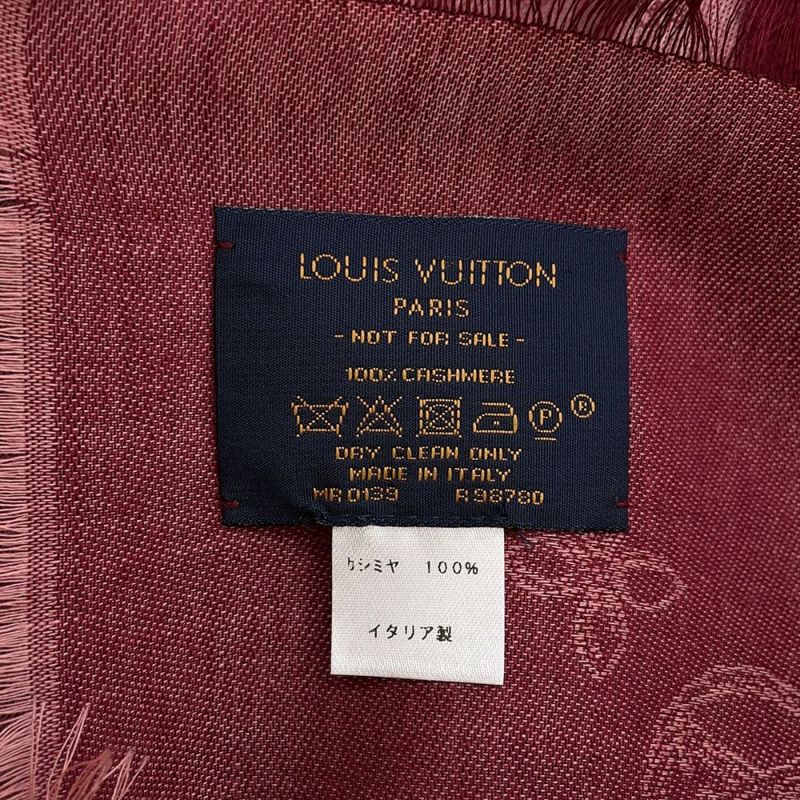 LOUIS VUITTON
PARIS
- NOT FOR SALE -
100% CASHMERE
P ®
DRY CLEAN ONLY
MADE IN ITALY
MR 0139 R 98780
カシミヤ 100%
イタリア製